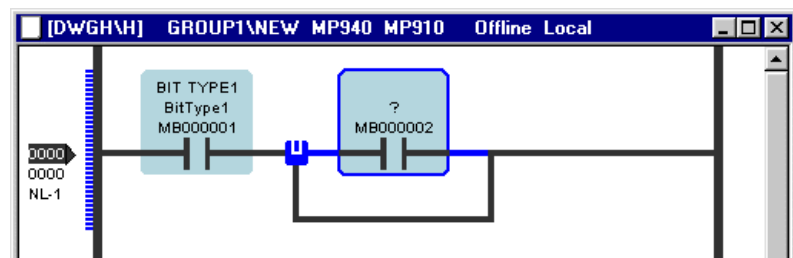 [DWGH\H] GROUP1\NEW MP940 MP910 Offline Local
BIT TYPE1
BitType1
MB000001
?
MB000002
0000
0000
NL-1